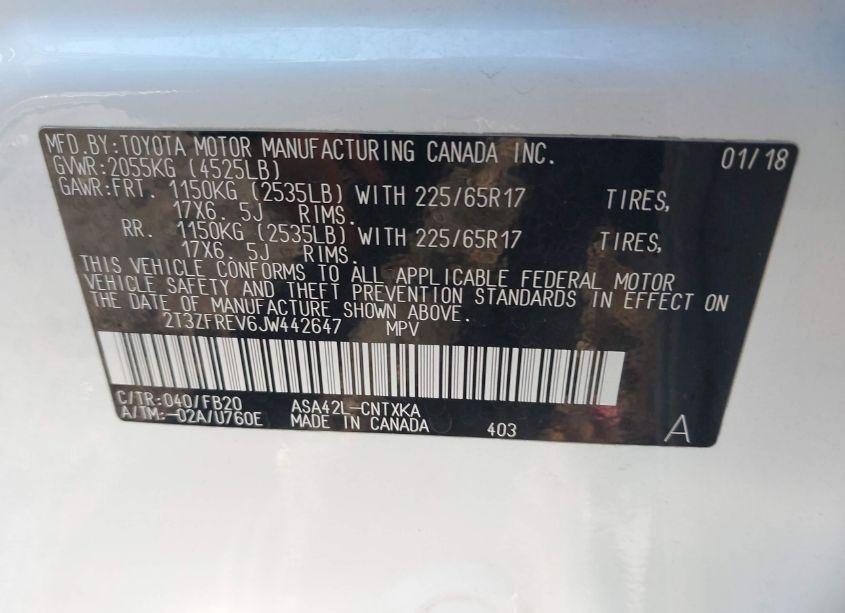 MFD.BY:TOYOTA MOTOR MANUFACTURING CANADA INC. 01/18
GVWR:2055KG (4525LB)
GAWR:FRT. 1150KG (2535LB) WITH 225/65R17 TIRES,
17X6.5J RIMS.
RR. 1150KG (2535LB) WITH 225/65R17 TIRES,
17X6.5J RIMS.
THIS VEHICLE CONFORMS TO ALL APPLICABLE FEDERAL MOTOR
VEHICLE SAFETY AND THEFT PREVENTION STANDARDS IN EFFECT ON
THE DATE OF MANUFACTURE SHOWN ABOVE.
2T3ZFREV6JW442647 MPV
C/TR:040/FB20 ASA42L-CNTXKA
A/TM:-02A/U760E MADE IN CANADA 403 A